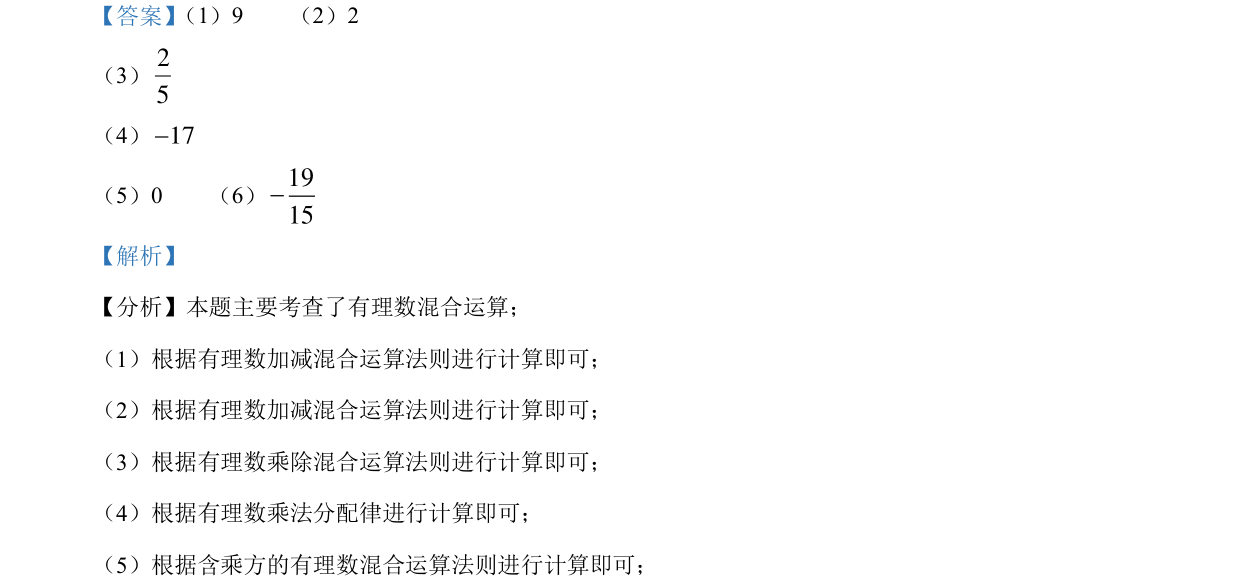 【答案】（1）9 （2）2
（3）2/5
（4）−17
（5）0 （6）−19/15
【解析】
【分析】本题主要考查了有理数混合运算；
（1）根据有理数加减混合运算法则进行计算即可；
（2）根据有理数加减混合运算法则进行计算即可；
（3）根据有理数乘除混合运算法则进行计算即可；
（4）根据有理数乘法分配律进行计算即可；
（5）根据含乘方的有理数混合运算法则进行计算即可；